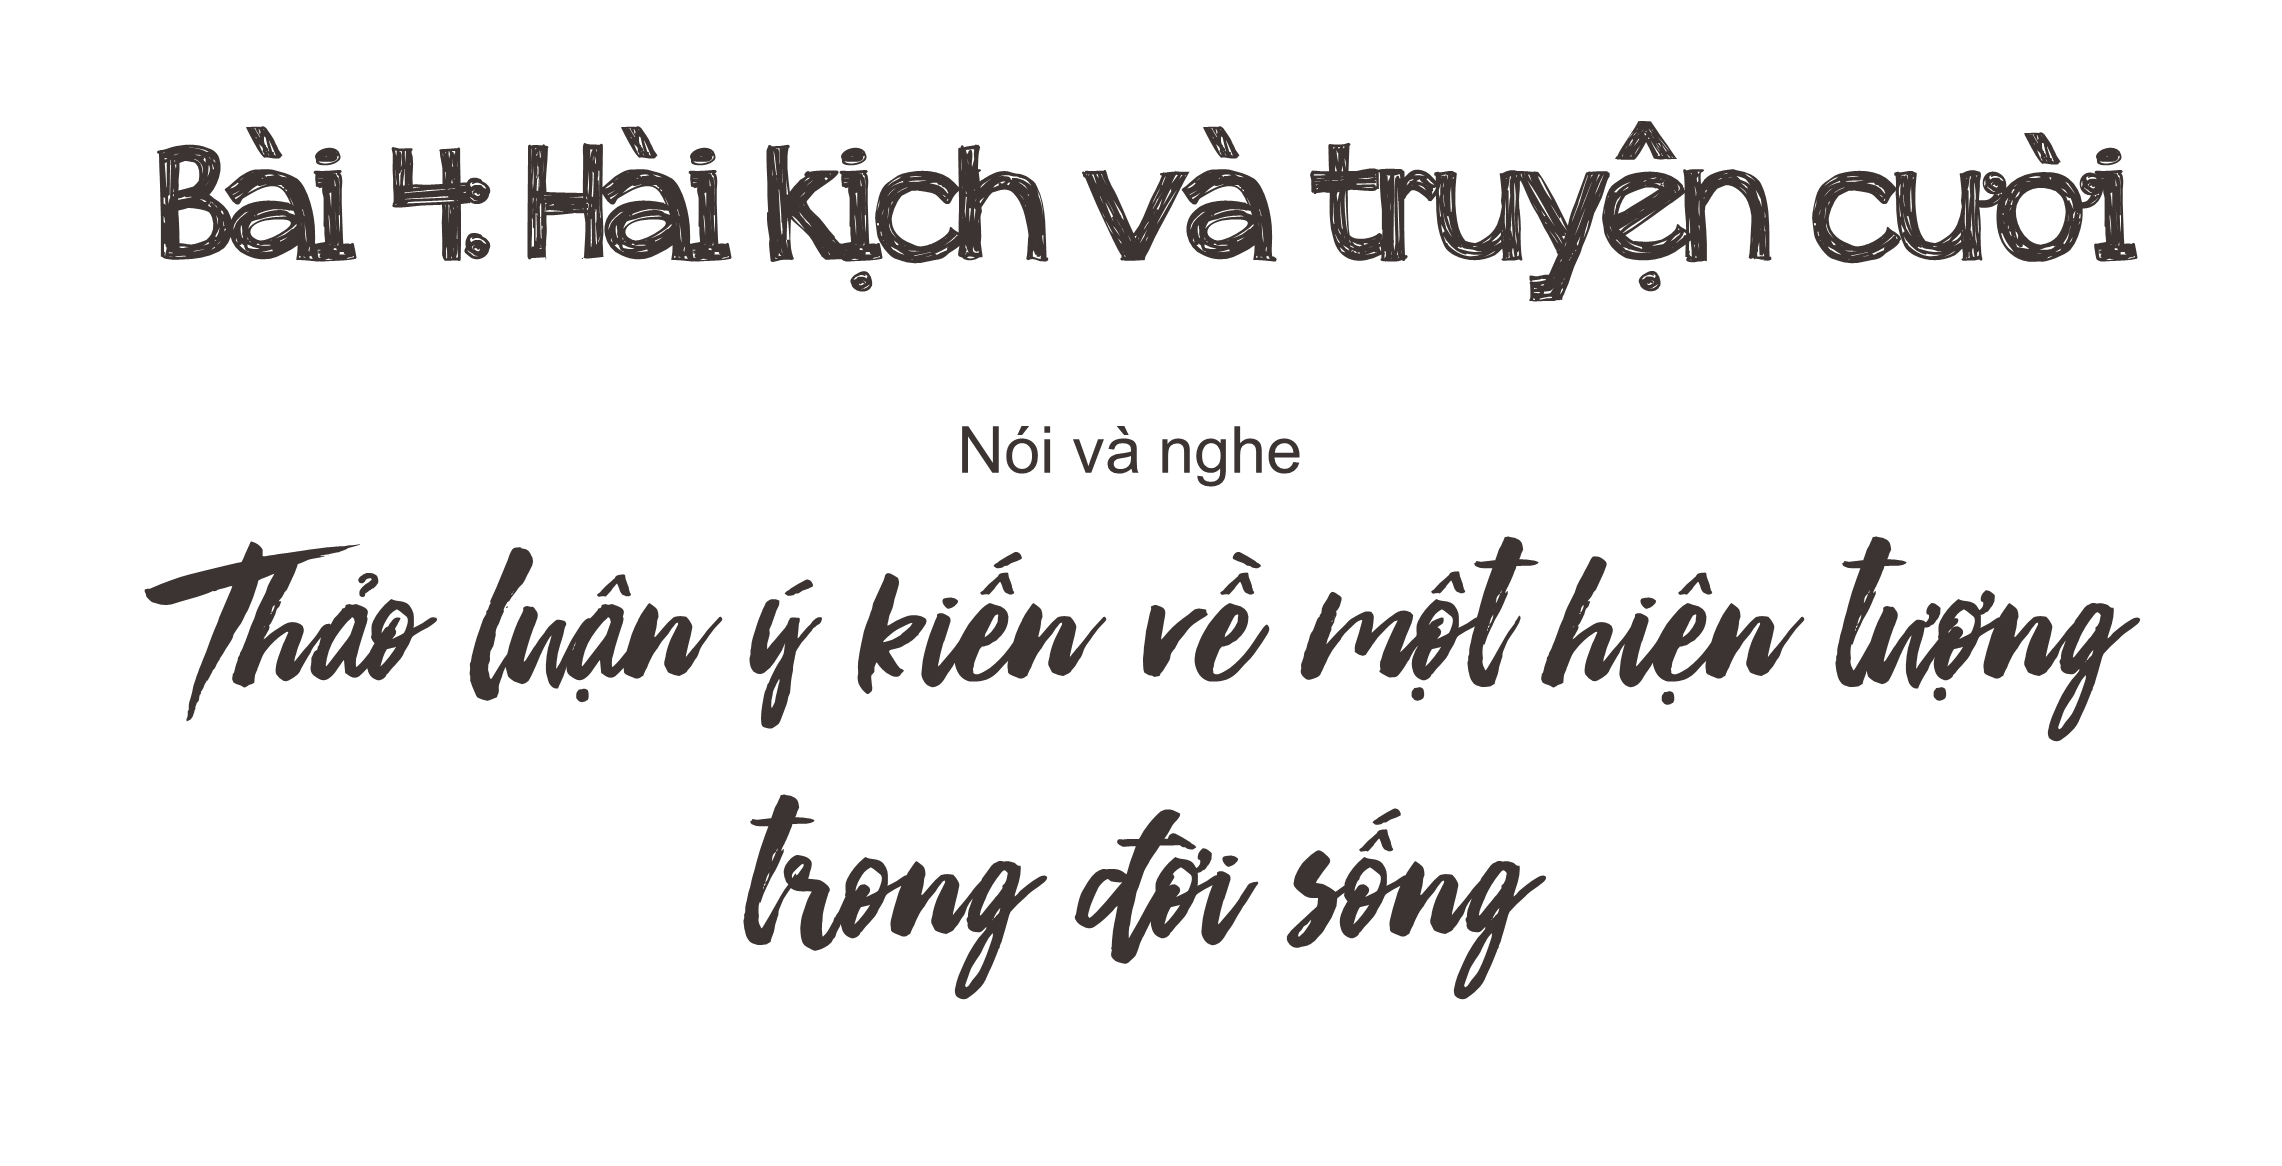 Bài 4: Hài kịch và truyện cười
Nói và nghe
Thảo luận ý kiến về một hiện tượng
trong đời sống